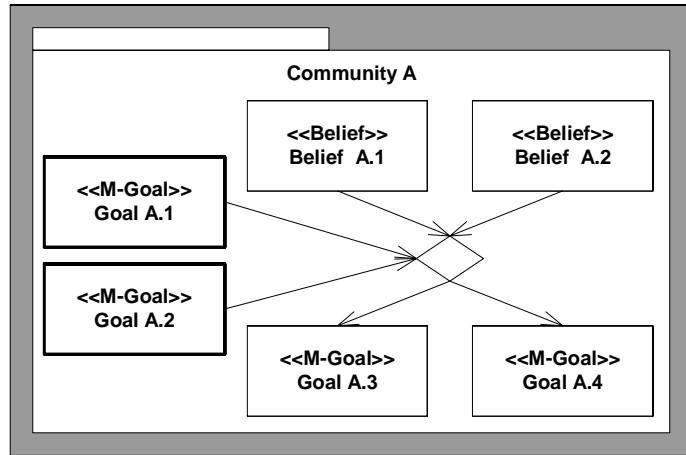 Community A
<<Belief>>
Belief A.1
<<Belief>>
Belief A.2
<<M-Goal>>
Goal A.1
<<M-Goal>>
Goal A.2
<<M-Goal>>
Goal A.3
<<M-Goal>>
Goal A.4